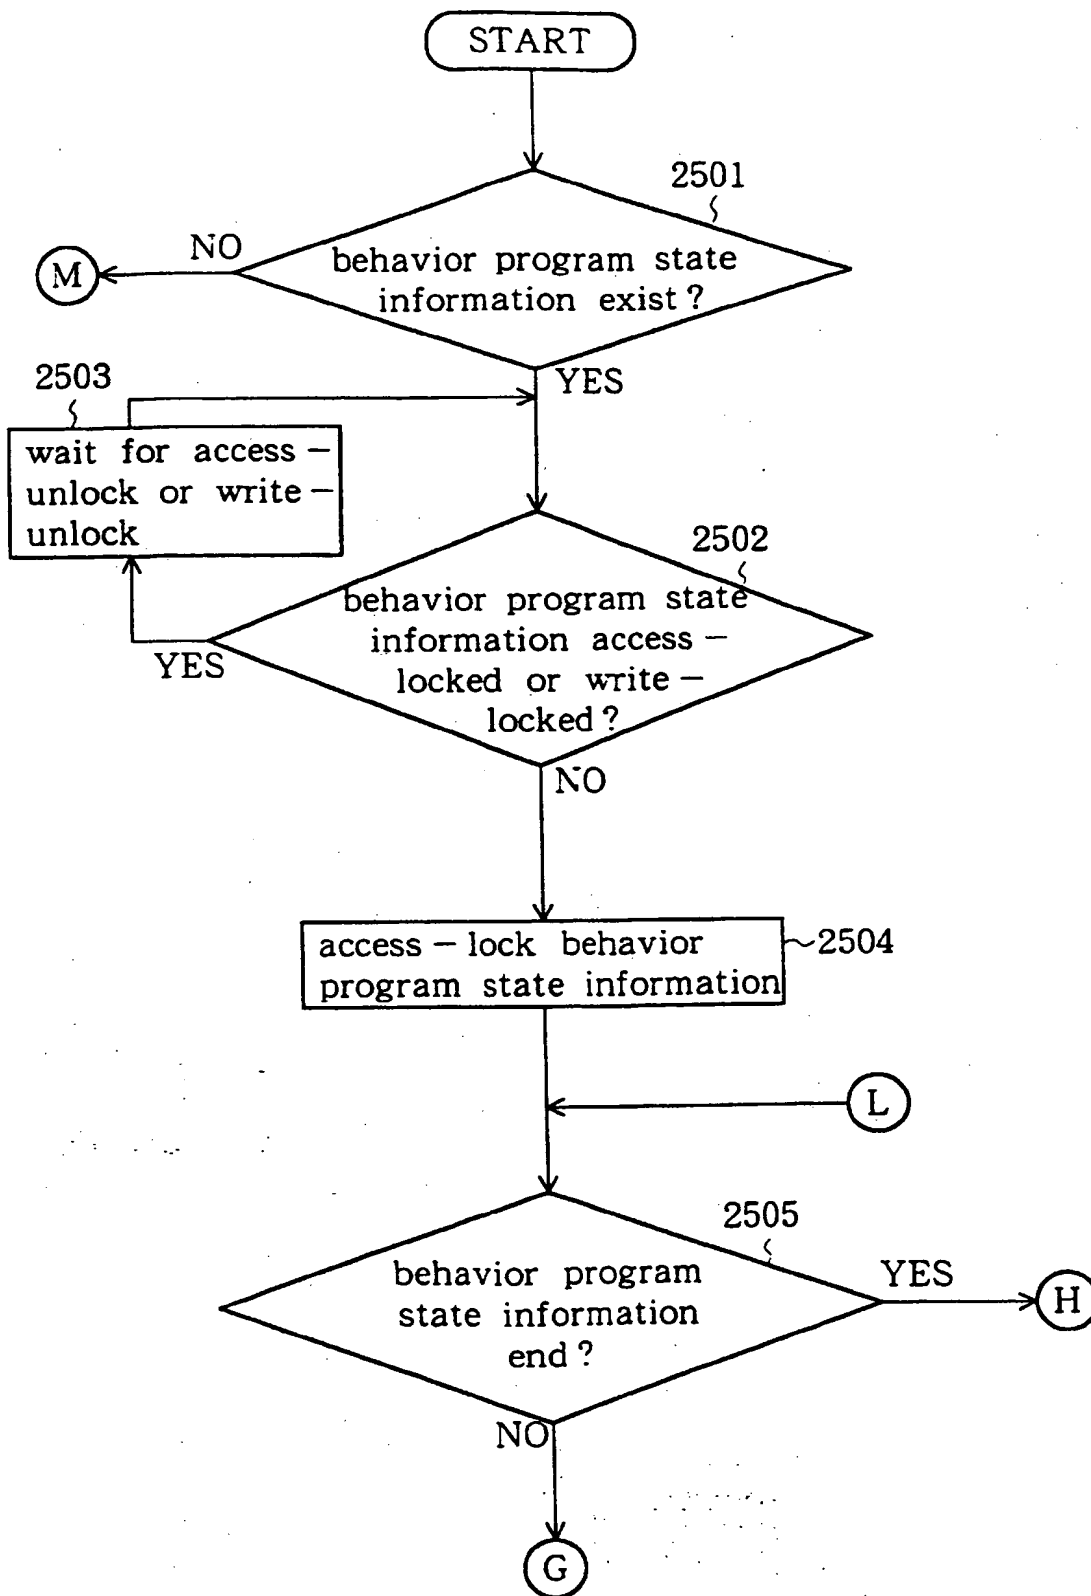 START
2501
NO
M
behavior program state
information exist?
YES
2503
wait for access-
unlock or write-
unlock
2502
behavior program state
information access-
locked or write-
locked?
YES
NO
access-lock behavior
program state information
2504
L
2505
behavior program
state information
end?
YES
H
NO
G